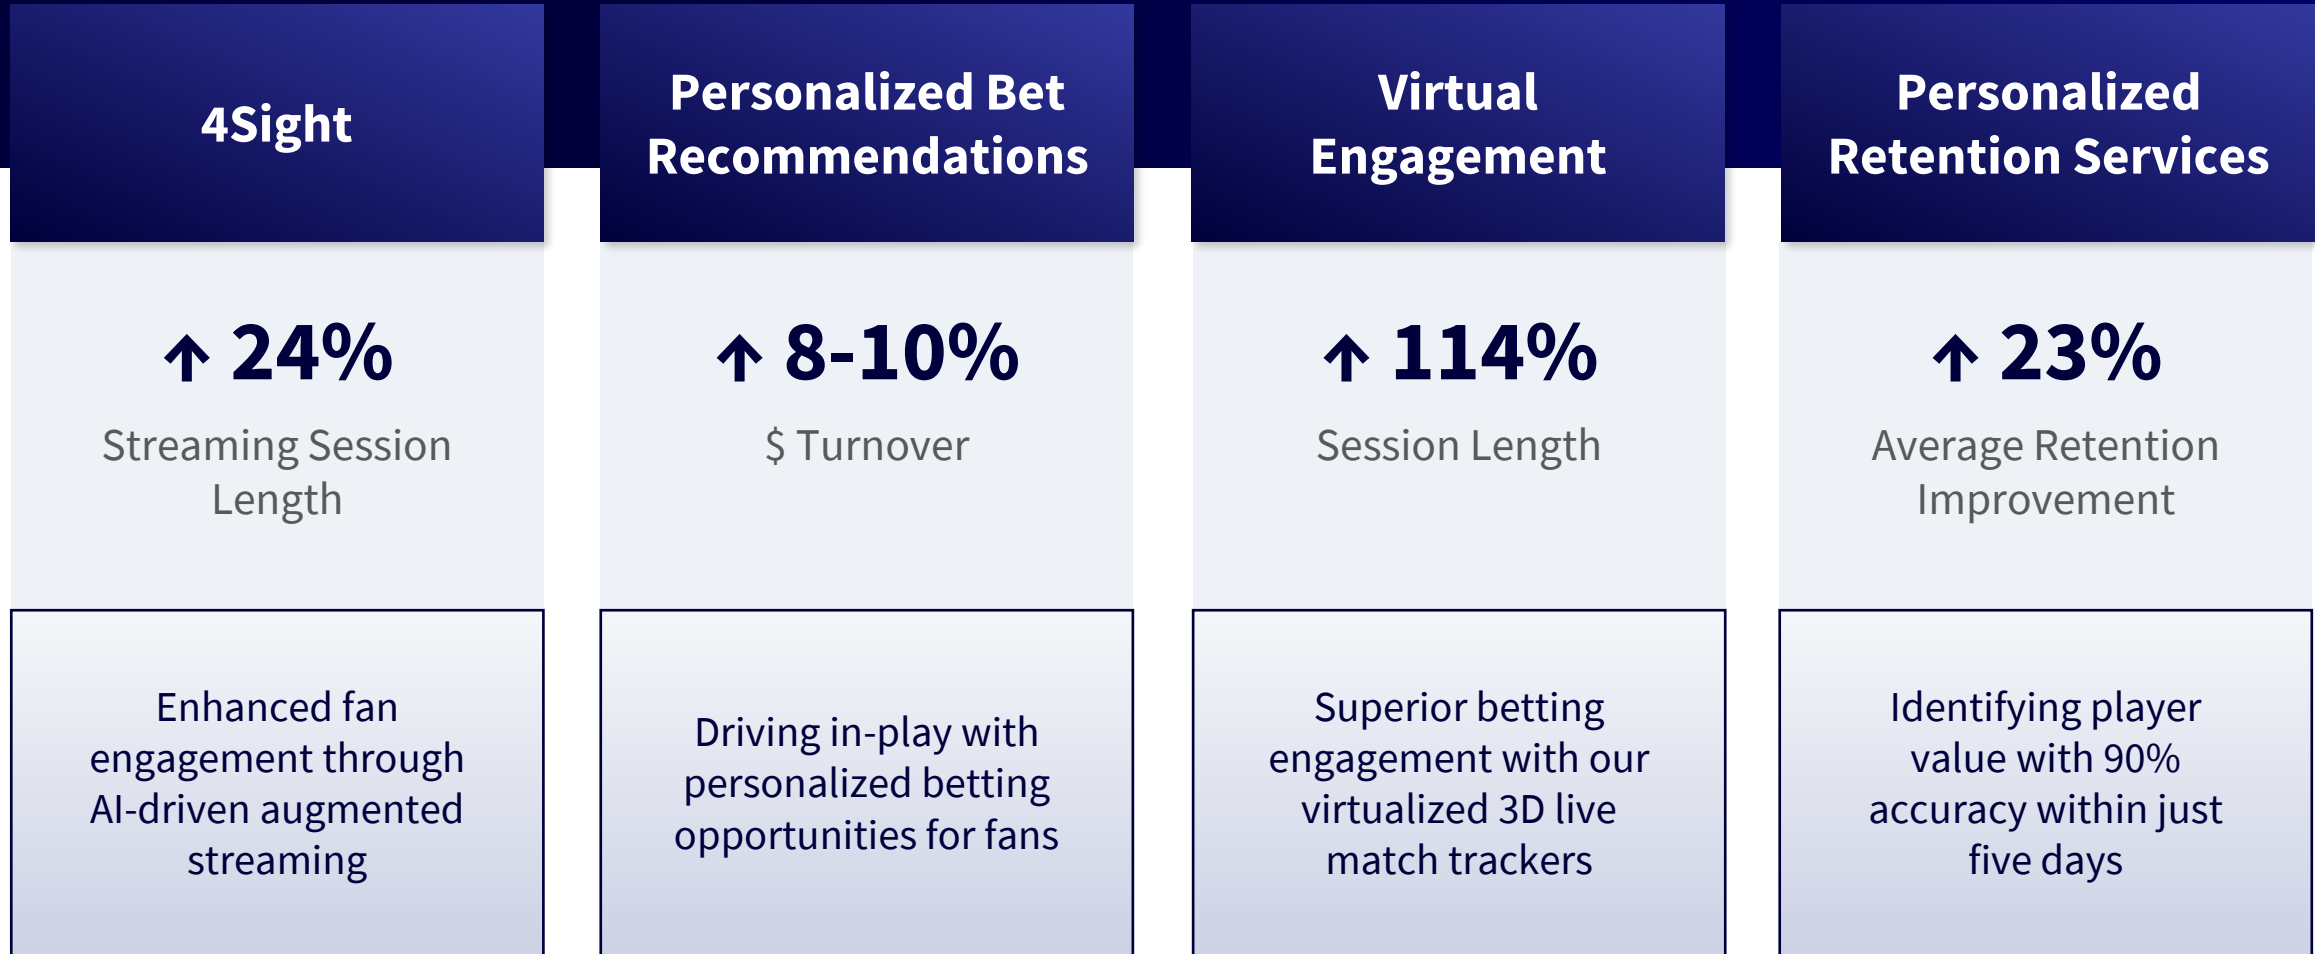 4Sight
↑ 24%
Streaming Session
Length
Enhanced fan
engagement through
AI-driven augmented
streaming
Personalized Bet
Recommendations
↑ 8-10%
$ Turnover
Driving in-play with
personalized betting
opportunities for fans
Virtual
Engagement
↑ 114%
Session Length
Superior betting
engagement with our
virtualized 3D live
match trackers
Personalized
Retention Services
↑ 23%
Average Retention
Improvement
Identifying player
value with 90%
accuracy within just
five days